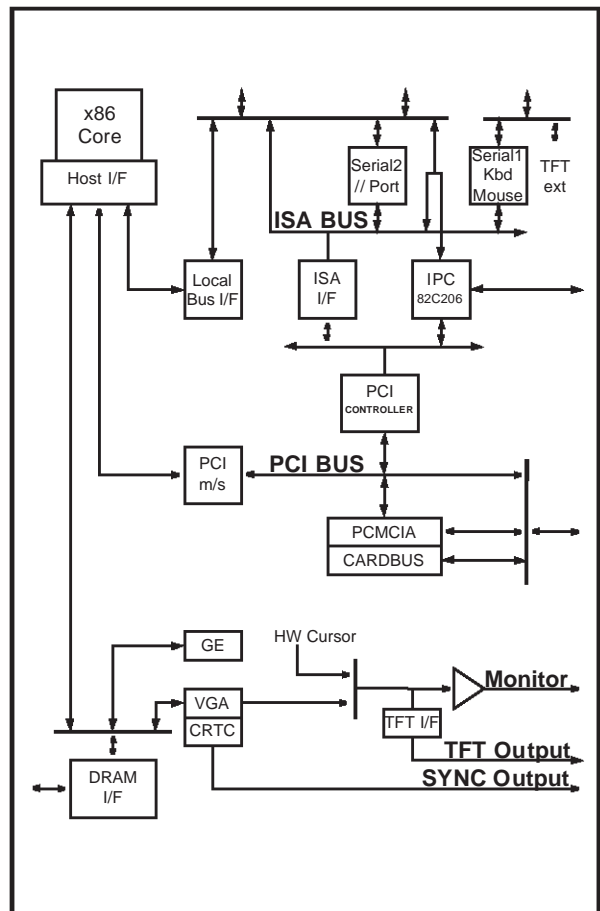 x86
Core
Host I/F
Serial2
// Port
Serial1
Kbd
Mouse
TFT
ext
ISA BUS
Local
Bus I/F
ISA
I/F
IPC
82C206
PCI
CONTROLLER
PCI
m/s
PCI BUS
PCMCIA
CARDBUS
GE
HW Cursor
VGA
CRTC
Monitor
TFT I/F
TFT Output
SYNC Output
DRAM
I/F